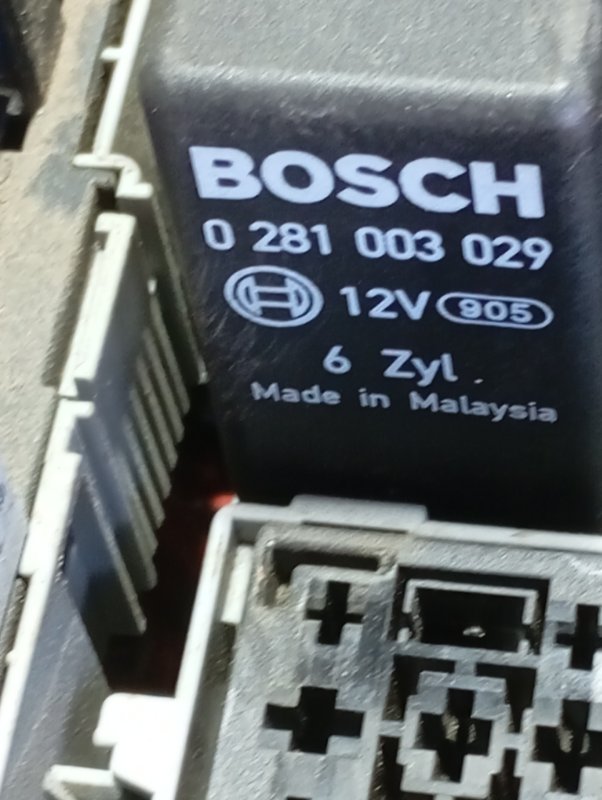 BOSCH
0 281 003 029
12V 905
6 Zyl.
Made in Malaysia